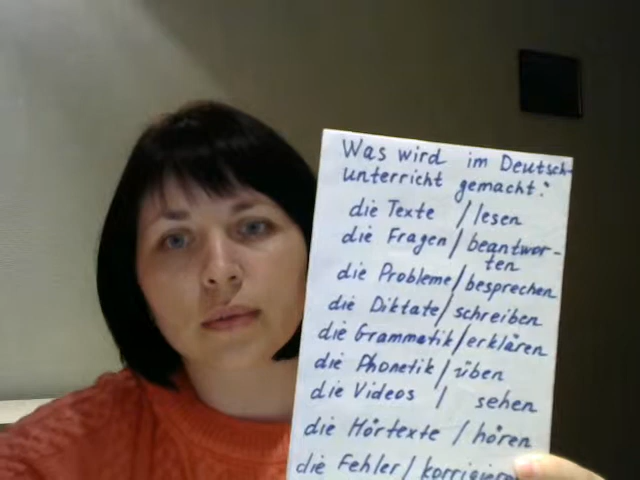 Was wird im Deutsch-
unterricht gemacht?
die Texte / lesen
die Fragen / beantwor-
ten
die Probleme / besprechen
die Diktate / schreiben
die Grammatik / erklären
die Phonetik / üben
die Videos / sehen
die Hörtexte / hören
die Fehler /